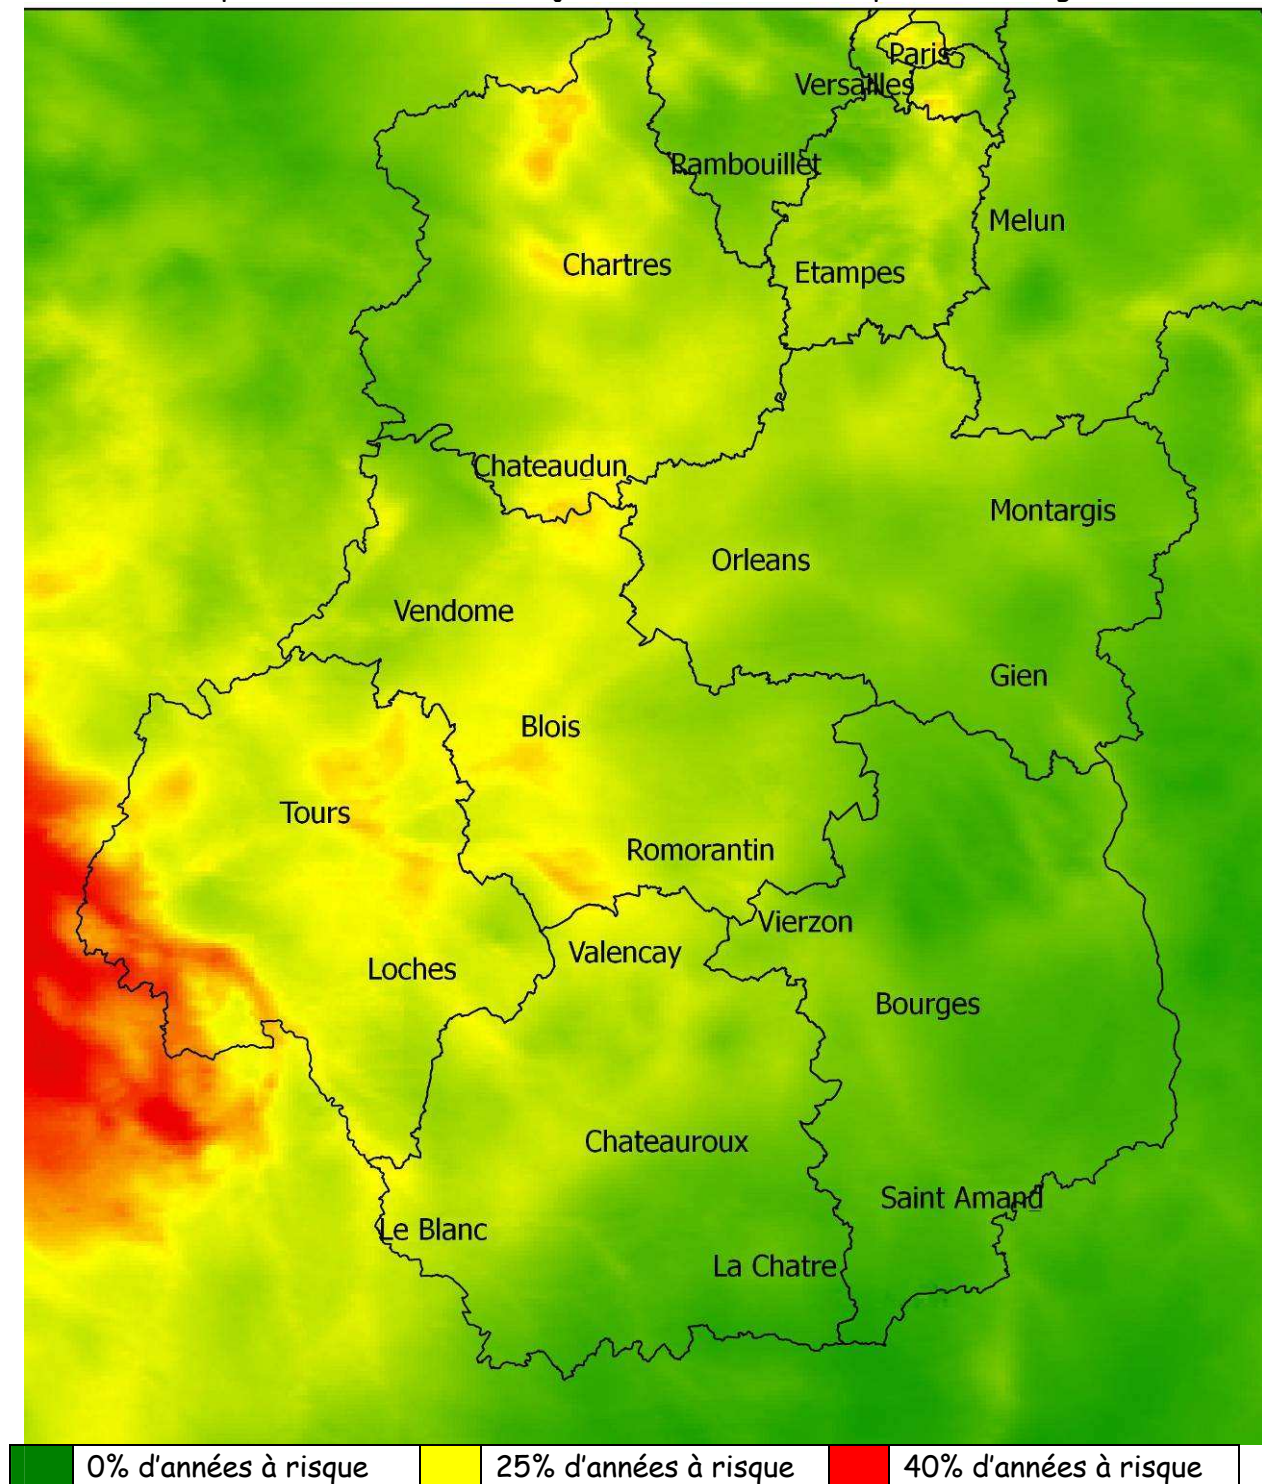 Paris
Versailles
Rambouillet
Melun
Chartres
Etampes
Chateaudun
Montargis
Orleans
Vendome
Gien
Blois
Tours
Romorantin
Vierzon
Valencay
Loches
Bourges
Chateauroux
Saint Amand
Le Blanc
La Chatre
0% d'années à risque 25% d'années à risque 40% d'années à risque